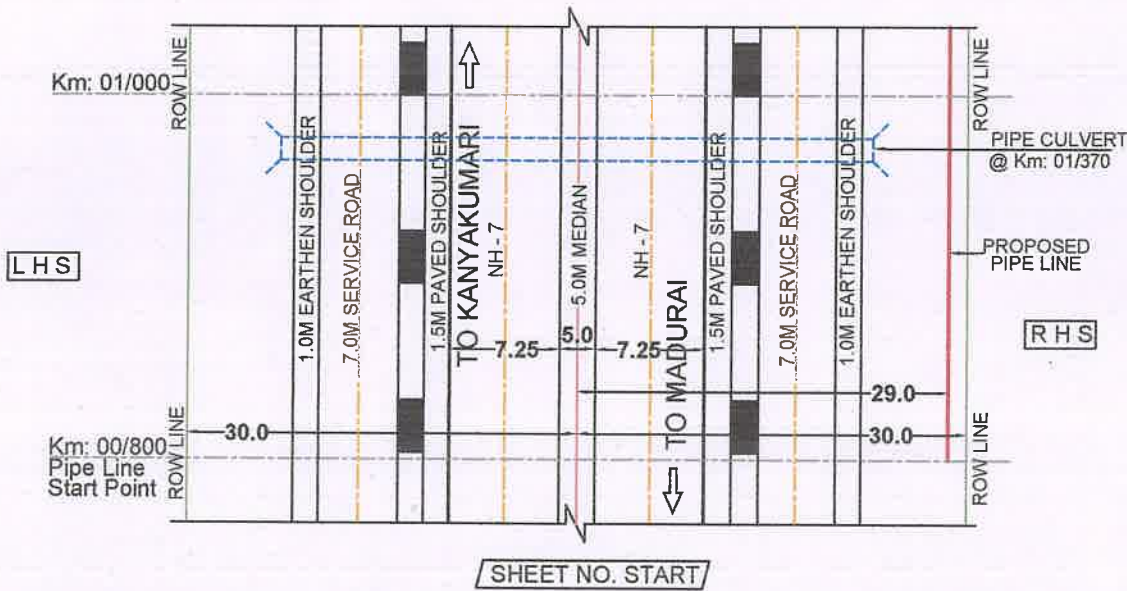 Km: 01/000
ROW LINE
1.0M EARTHEN SHOULDER
7.0M SERVICE ROAD
1.5M PAVED SHOULDER
TO KANYAKUMARI
NH - 7
5.0M MEDIAN
NH - 7
TO MADURAI
1.5M PAVED SHOULDER
7.0M SERVICE ROAD
1.0M EARTHEN SHOULDER
ROW LINE
PIPE CULVERT
@ Km: 01/370
PROPOSED
PIPE LINE
LHS
RHS
7.25
5.0
7.25
29.0
30.0
30.0
Km: 00/800
Pipe Line
Start Point
ROW LINE
ROW LINE
SHEET NO. START